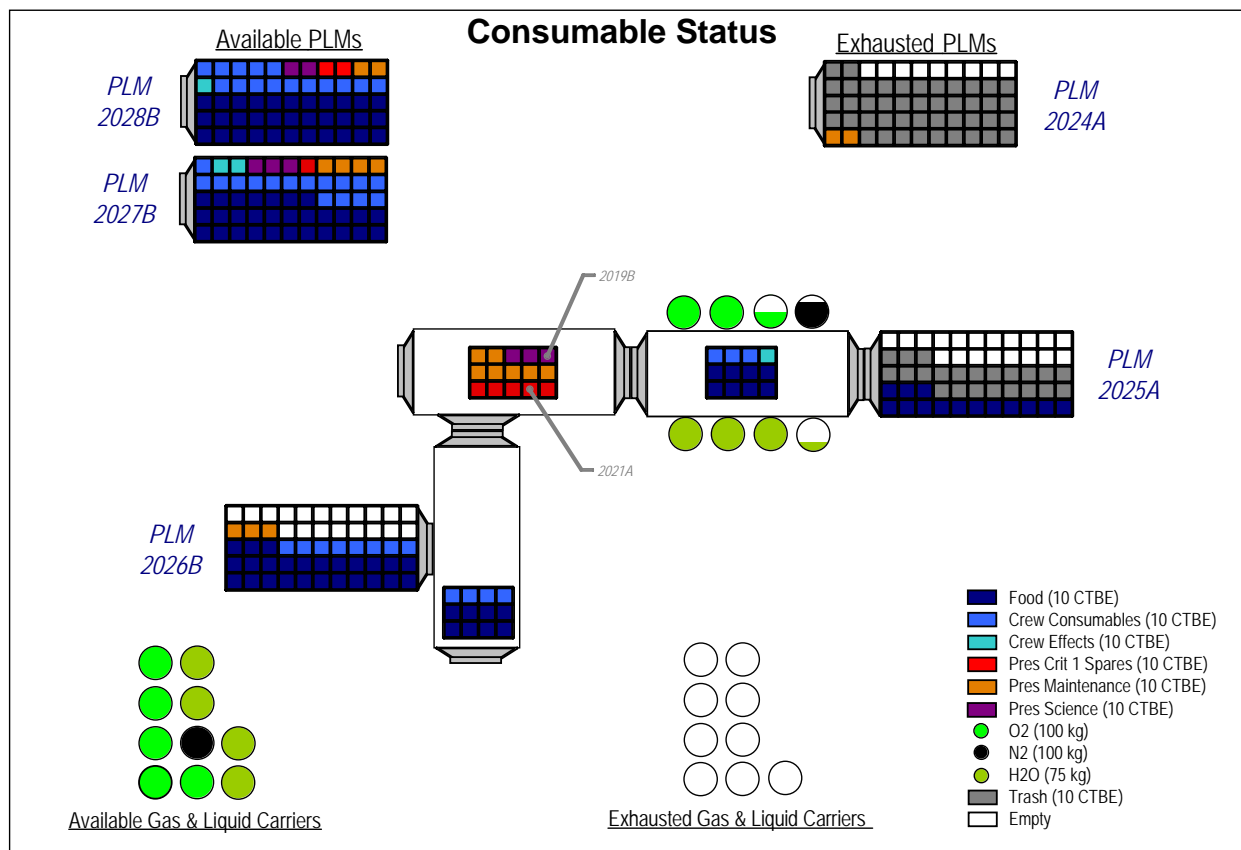 Consumable Status
Available PLMs
Exhausted PLMs
PLM
2028B
PLM
2024A
PLM
2027B
2019B
PLM
2025A
2021A
PLM
2026B
Food (10 CTBE)
Crew Consumables (10 CTBE)
Crew Effects (10 CTBE)
Pres Crit 1 Spares (10 CTBE)
Pres Maintenance (10 CTBE)
Pres Science (10 CTBE)
O2 (100 kg)
N2 (100 kg)
H2O (75 kg)
Trash (10 CTBE)
Empty
Available Gas & Liquid Carriers
Exhausted Gas & Liquid Carriers